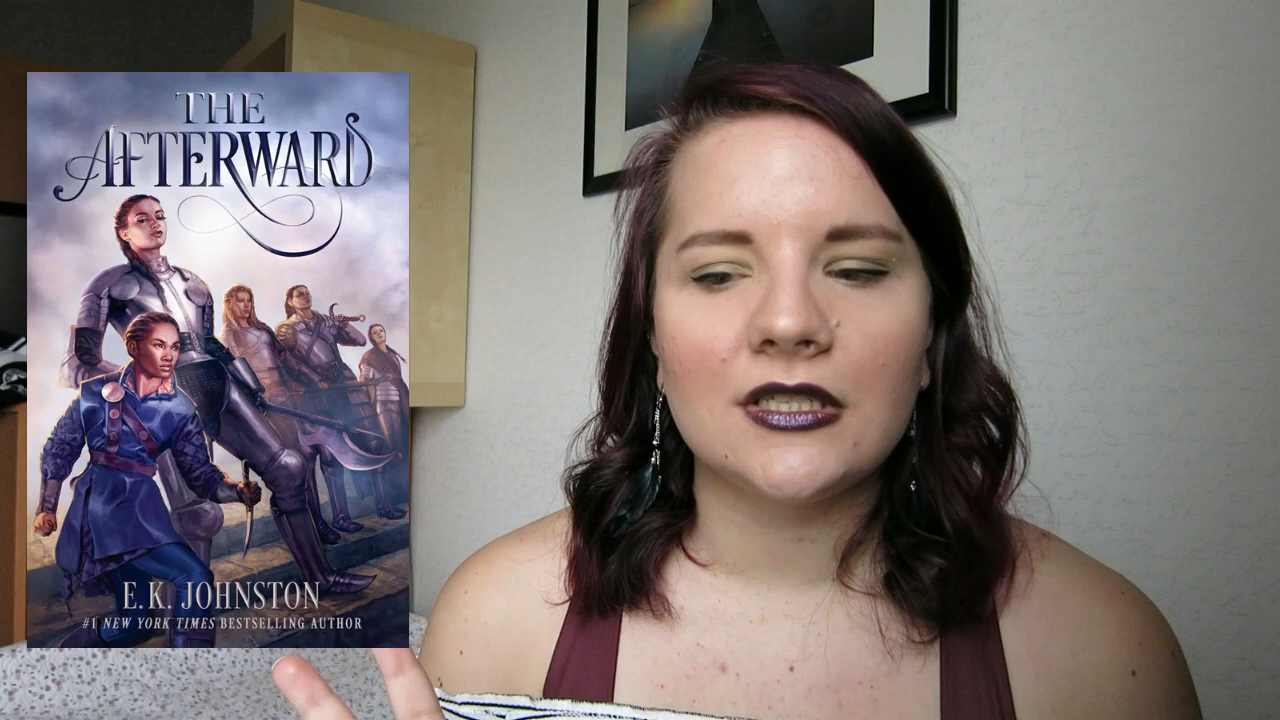 THE
AFTERWARD
E.K. JOHNSTON
#1 NEW YORK TIMES BESTSELLING AUTHOR